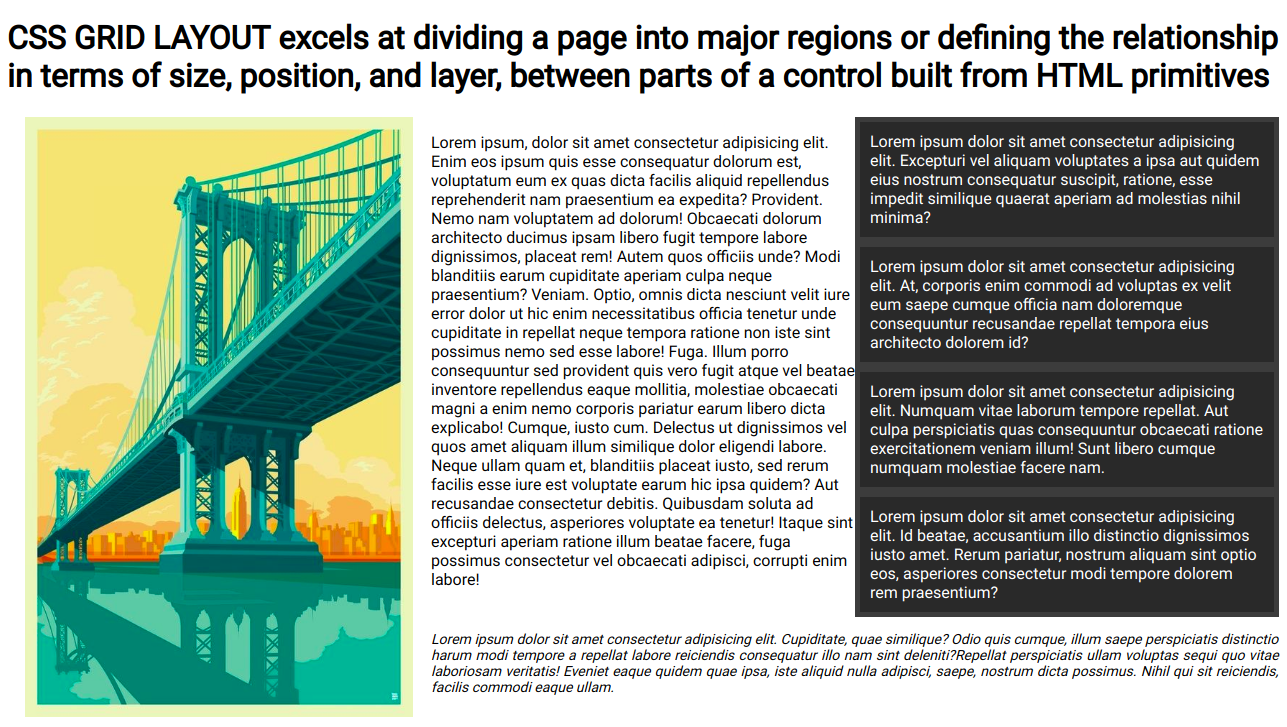 CSS GRID LAYOUT excels at dividing a page into major regions or defining the relationship
in terms of size, position, and layer, between parts of a control built from HTML primitives
Lorem ipsum, dolor sit amet consectetur adipisicing elit.
Enim eos ipsum quis esse consequatur dolorum est,
voluptatum eum ex quas dicta facilis aliquid repellendus
reprehenderit nam praesentium ea expedita? Provident.
Nemo nam voluptatem ad dolorum! Obcaecati dolorum
architecto ducimus ipsam libero fugit tempore labore
dignissimos, placeat rem! Autem quos officiis unde? Modi
blanditiis earum cupiditate aperiam culpa neque
praesentium? Veniam. Optio, omnis dicta nesciunt velit iure
error dolor ut hic enim necessitatibus officia tenetur unde
cupiditate in repellat neque tempora ratione non iste sint
possimus nemo sed esse labore! Fuga. Illum porro
consequuntur sed provident quis vero fugit atque vel beatae
inventore repellendus eaque mollitia, molestiae obcaecati
magni a enim nemo corporis pariatur earum libero dicta
explicabo! Cumque, iusto cum. Delectus ut dignissimos vel
quos amet aliquam illum similique dolor eligendi labore.
Neque ullam quam et, blanditiis placeat iusto, sed rerum
facilis esse iure est voluptate earum hic ipsa quidem? Aut
recusandae consectetur debitis. Quibusdam soluta ad
officiis delectus, asperiores voluptate ea tenetur! Itaque sint
excepturi aperiam ratione illum beatae facere, fuga
possimus consectetur vel obcaecati adipisci, corrupti enim
labore!
Lorem ipsum dolor sit amet consectetur adipisicing
elit. Excepturi vel aliquam voluptates a ipsa aut quidem
eius nostrum consequatur suscipit, ratione, esse
impedit similique quaerat aperiam ad molestias nihil
minima?
Lorem ipsum dolor sit amet consectetur adipisicing
elit. At, corporis enim commodi ad voluptas ex velit
eum saepe cumque officia nam doloremque
consequuntur recusandae repellat tempora eius
architecto dolorem id?
Lorem ipsum dolor sit amet consectetur adipisicing
elit. Numquam vitae laborum tempore repellat. Aut
culpa perspiciatis quas consequuntur obcaecati ratione
exercitationem veniam illum! Sunt libero cumque
numquam molestiae facere nam.
Lorem ipsum dolor sit amet consectetur adipisicing
elit. Id beatae, accusantium illo distinctio dignissimos
iusto amet. Rerum pariatur, nostrum aliquam sint optio
eos, asperiores consectetur modi tempore dolorem
rem praesentium?
Lorem ipsum dolor sit amet consectetur adipisicing elit. Cupiditate, quae similique? Odio quis cumque, illum saepe perspiciatis distinctio
harum modi tempore a repellat labore reiciendis consequatur illo nam sint deleniti?Repellat perspiciatis ullam voluptas sequi quo vitae
laboriosam veritatis! Eveniet eaque quidem quae ipsa, iste aliquid nulla adipisci, saepe, nostrum dicta possimus. Nihil qui sit reiciendis,
facilis commodi eaque ullam.